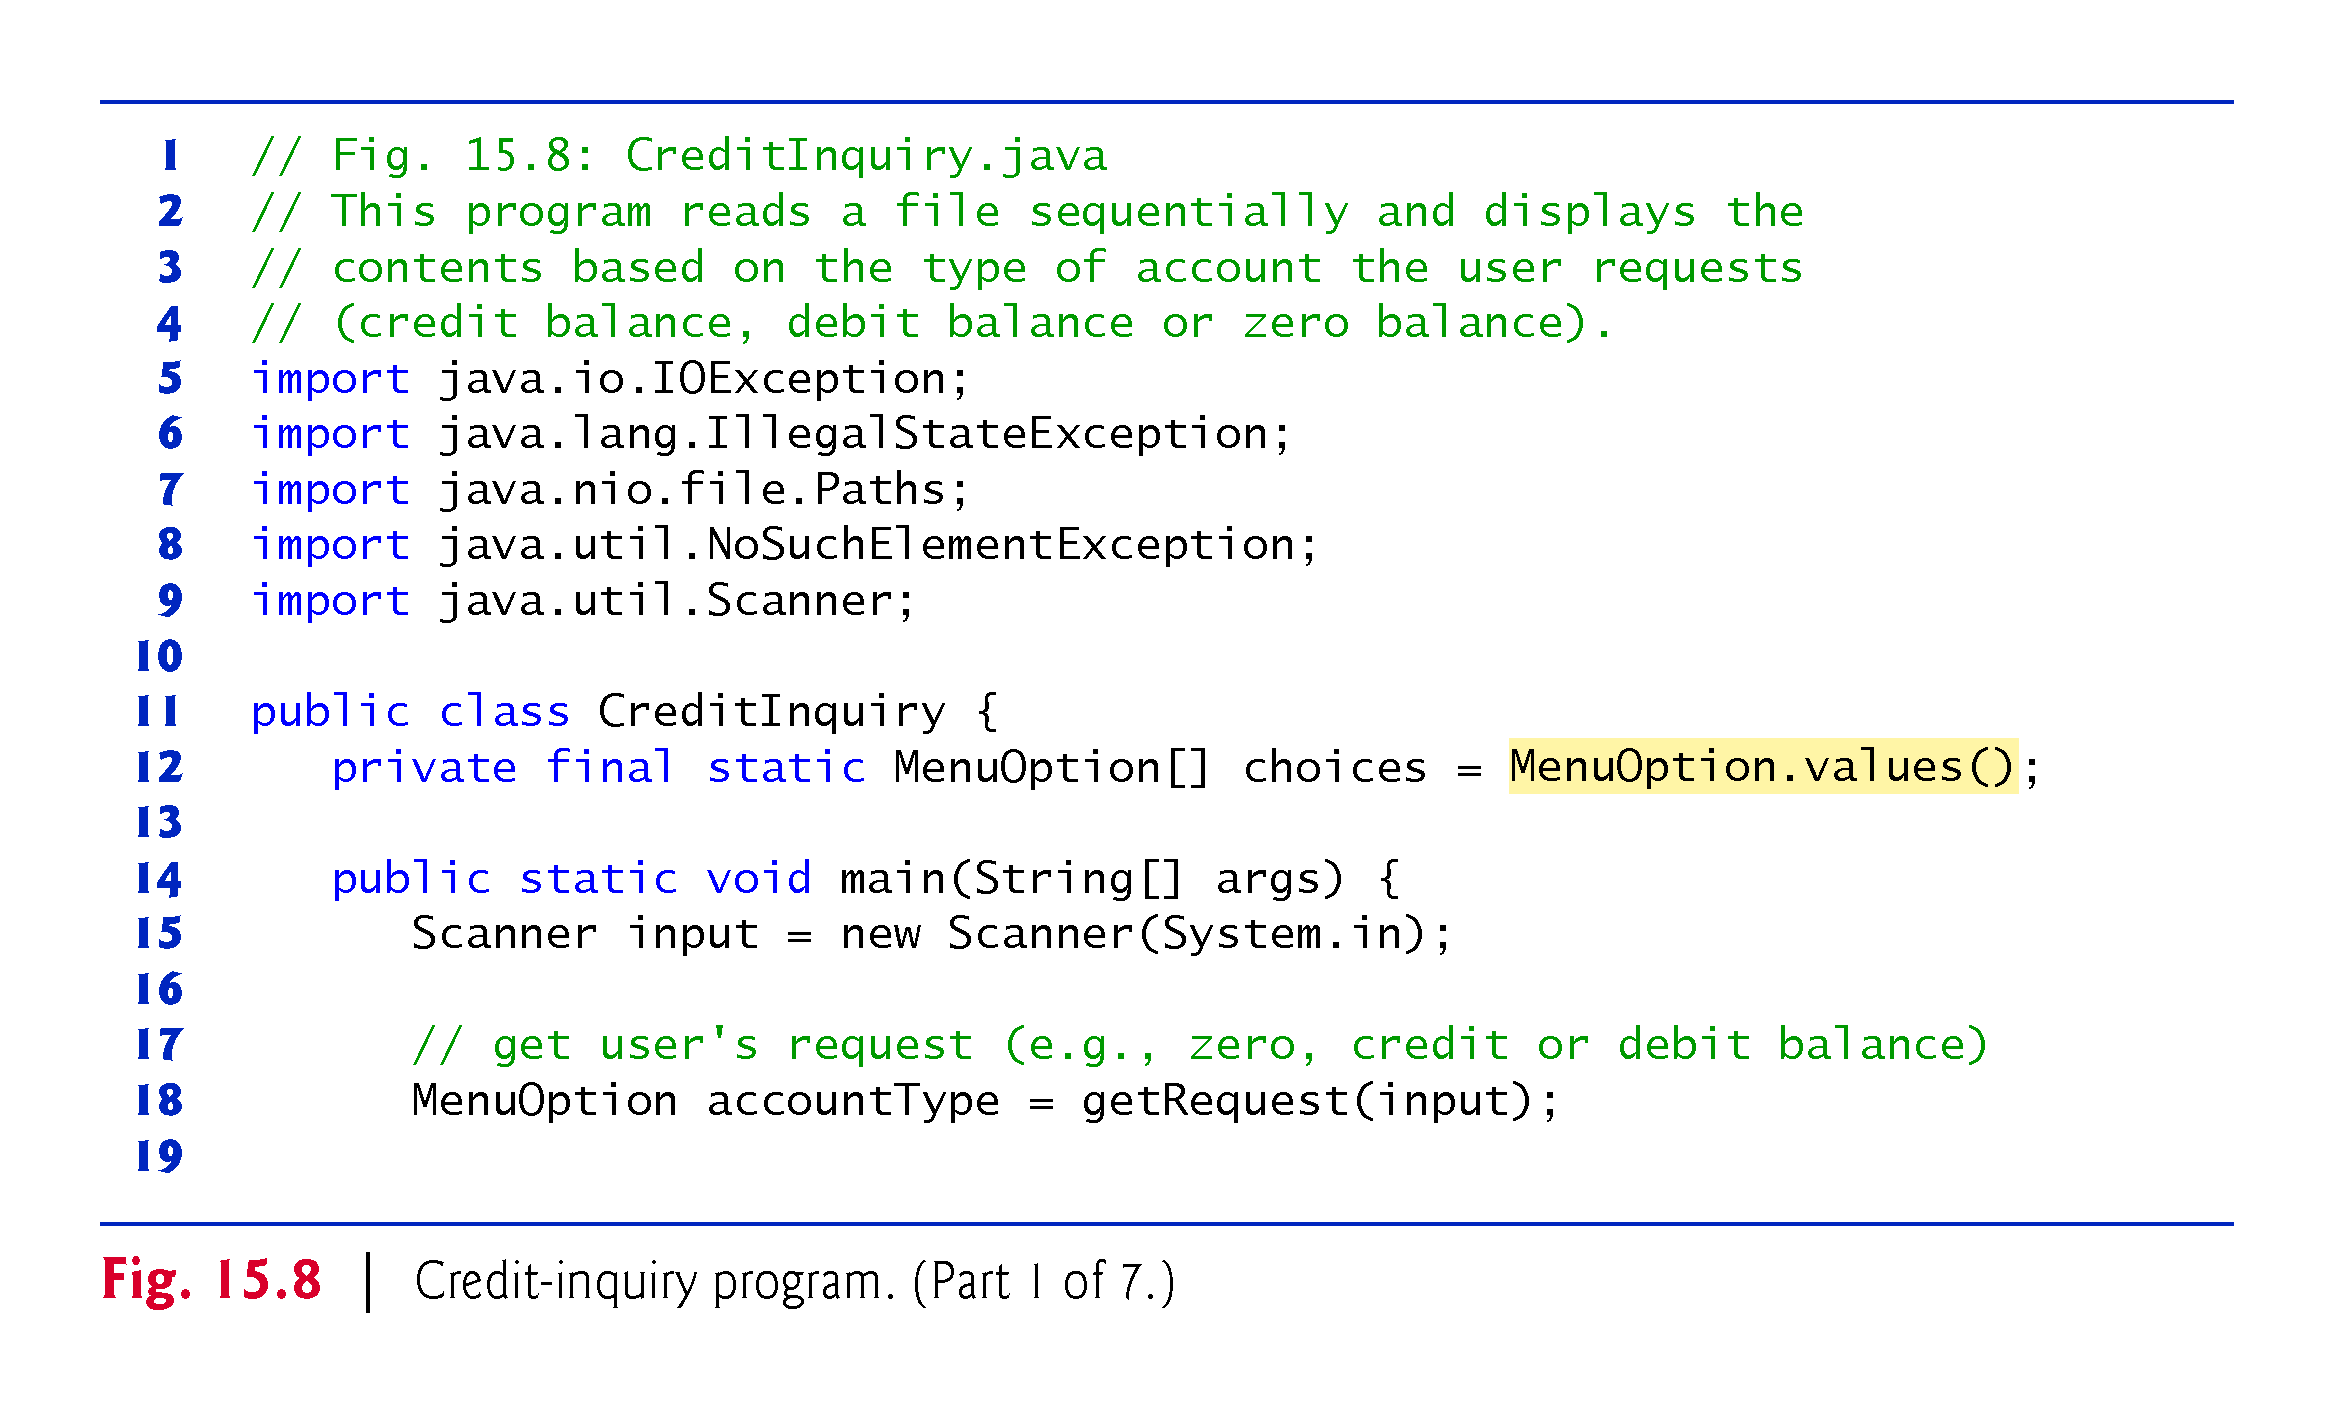 1 // Fig. 15.8: CreditInquiry.java
2 // This program reads a file sequentially and displays the
3 // contents based on the type of account the user requests
4 // (credit balance, debit balance or zero balance).
5 import java.io.IOException;
6 import java.lang.IllegalStateException;
7 import java.nio.file.Paths;
8 import java.util.NoSuchElementException;
9 import java.util.Scanner;
10
11 public class CreditInquiry {
12 private final static MenuOption[] choices = MenuOption.values();
13
14 public static void main(String[] args) {
15 Scanner input = new Scanner(System.in);
16
17 // get user's request (e.g., zero, credit or debit balance)
18 MenuOption accountType = getRequest(input);
19
Fig. 15.8 | Credit-inquiry program. (Part 1 of 7.)